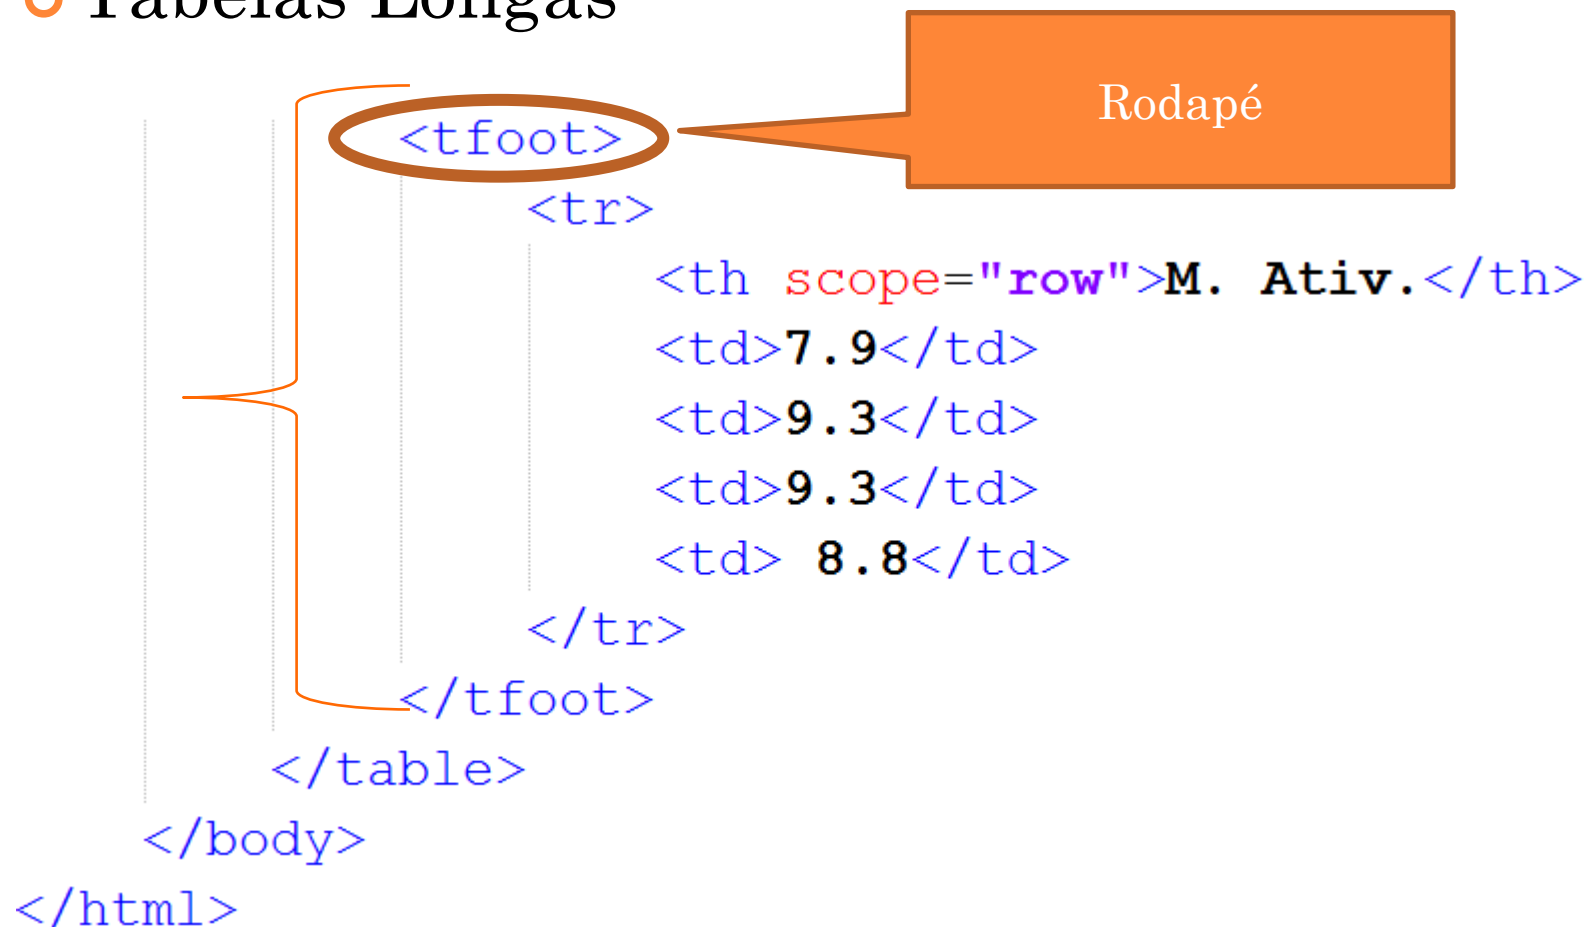 Tabelas Longas
Rodapé
<tfoot>
<tr>
<th scope="row">M. Ativ.</th>
<td>7.9</td>
<td>9.3</td>
<td>9.3</td>
<td> 8.8</td>
</tr>
</tfoot>
</table>
</body>
</html>